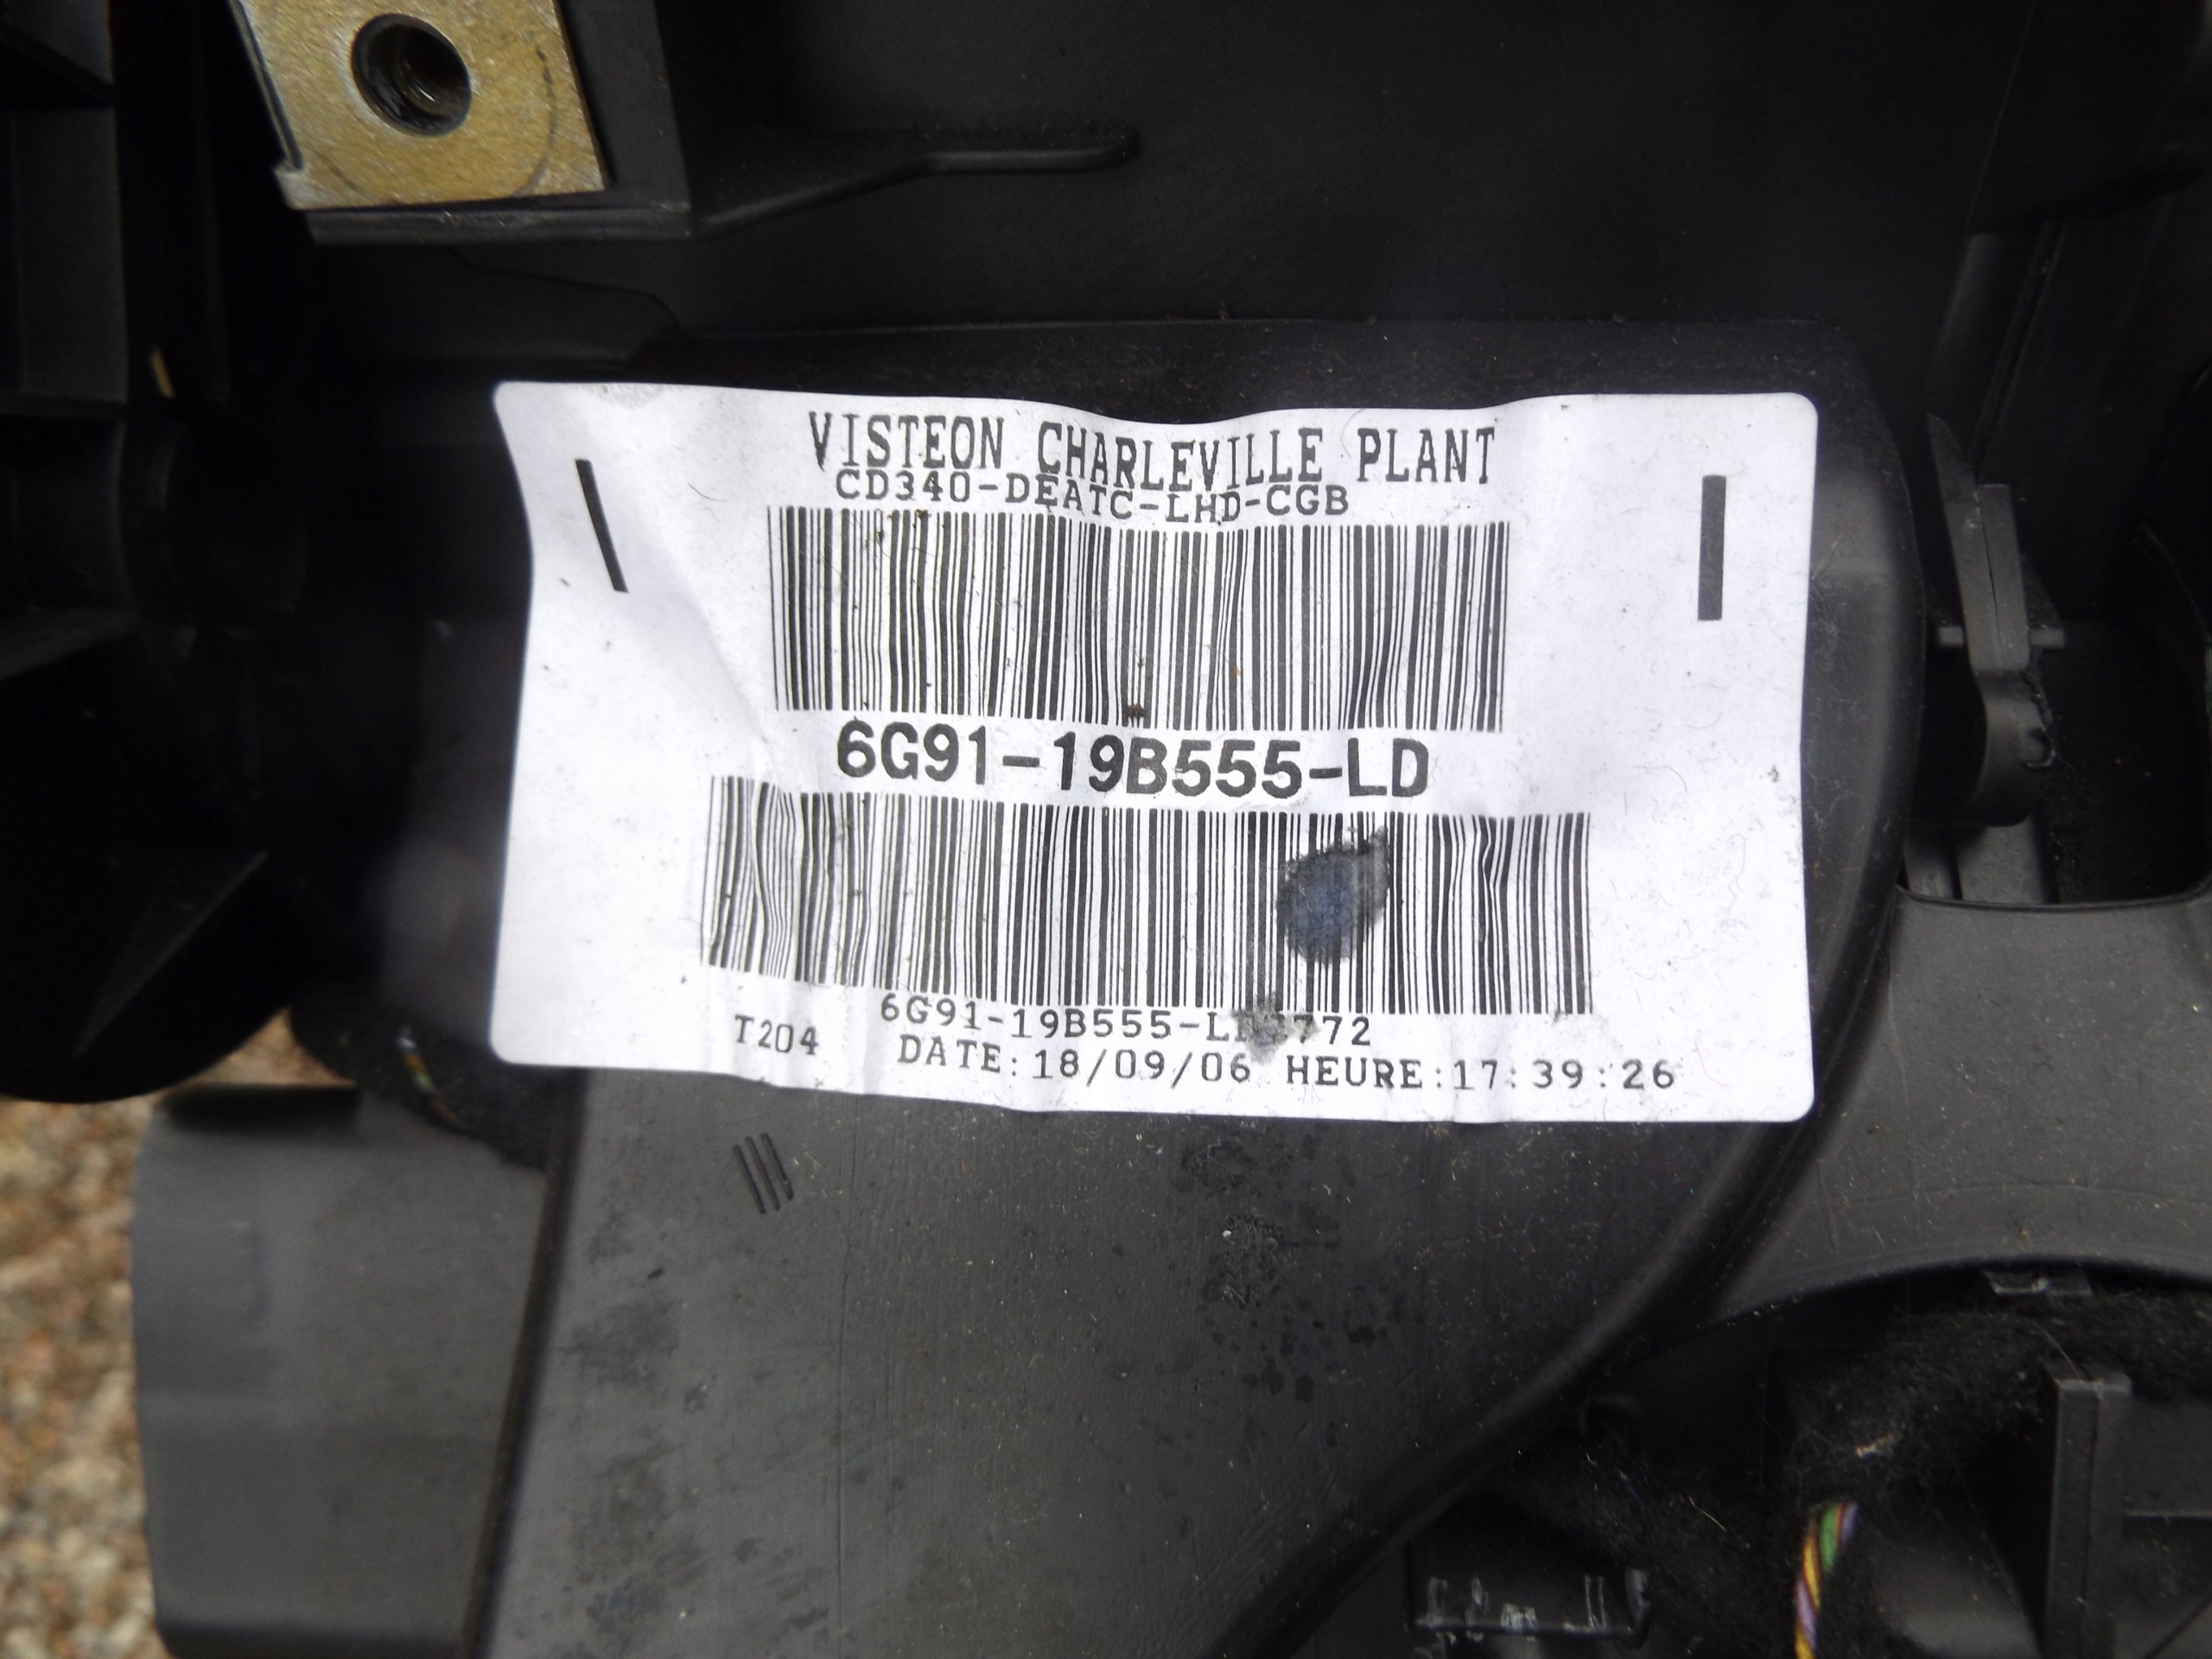 VISTEON CHARLEVILLE PLANT
CD340-DEATC-LHD-CGB
6G91-19B555-LD
T204
DATE:18/09/06 HEURE:17:39:26